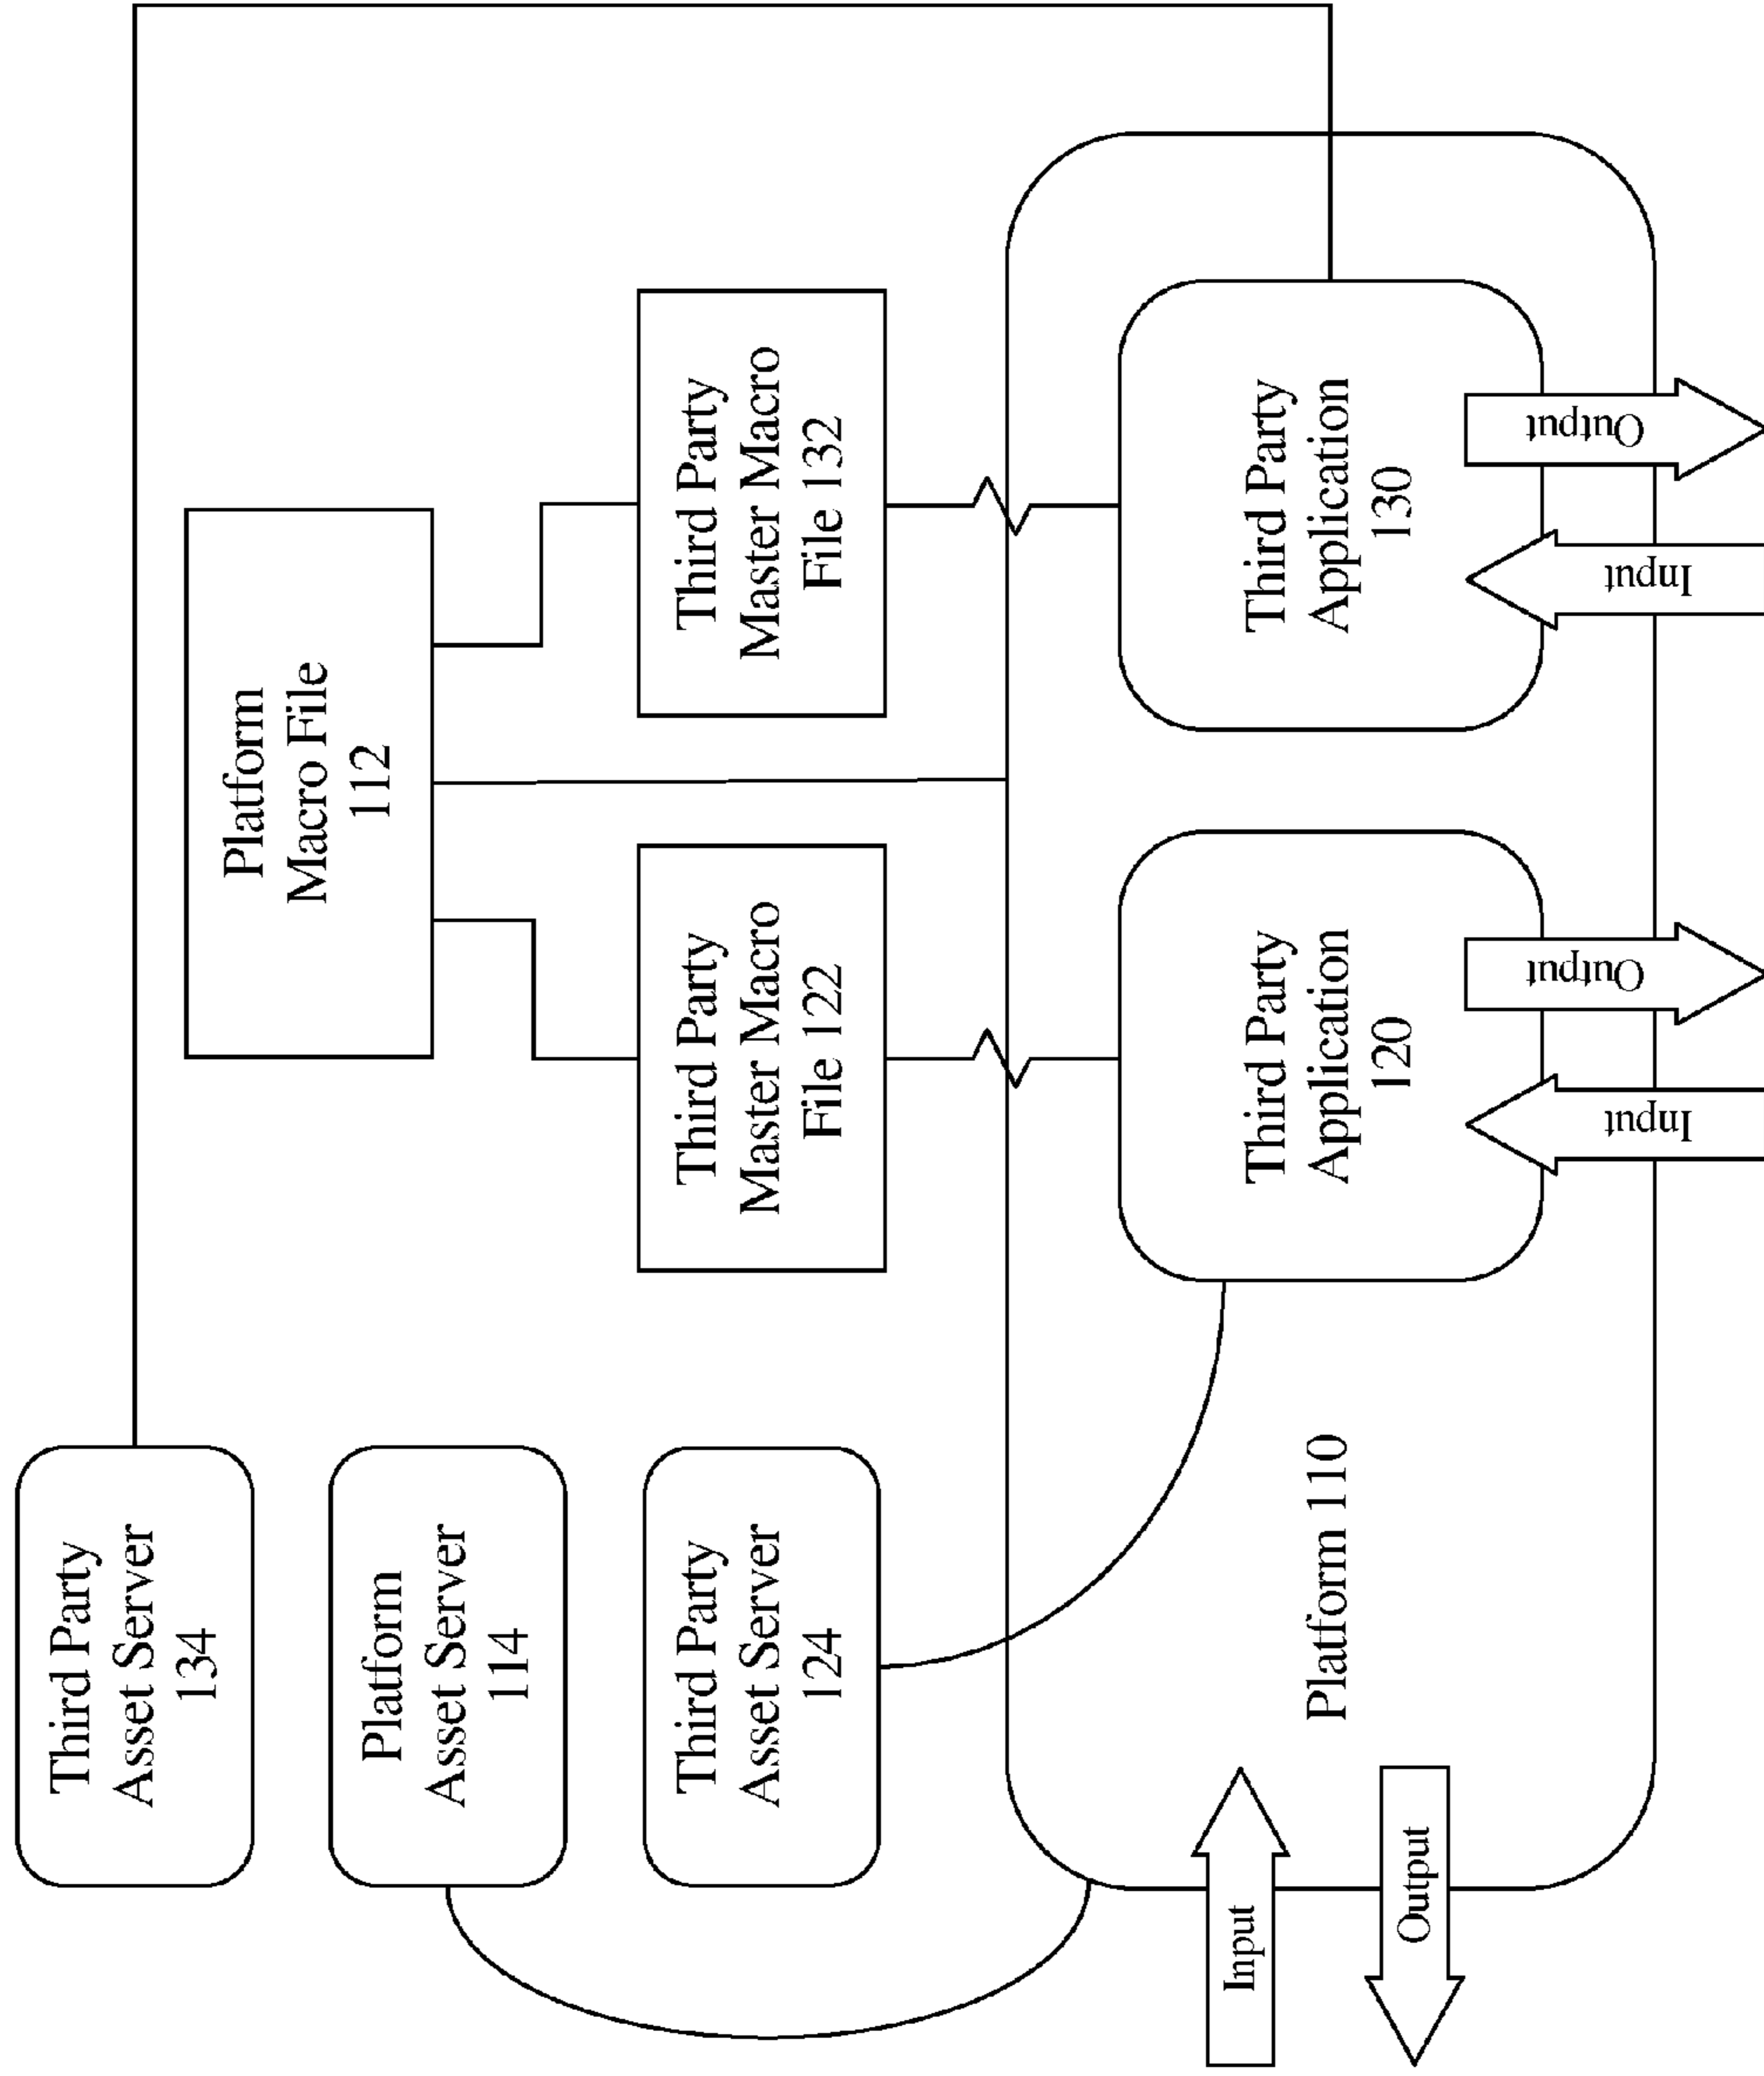 Third Party
Asset Server
134
Platform
Asset Server
114
Third Party
Asset Server
124
Platform
Macro File
112
Third Party
Master Macro
File 122
Third Party
Master Macro
File 132
Platform 110
Third Party
Application
120
Third Party
Application
130
Input
Output
Input
Output
Input
Output